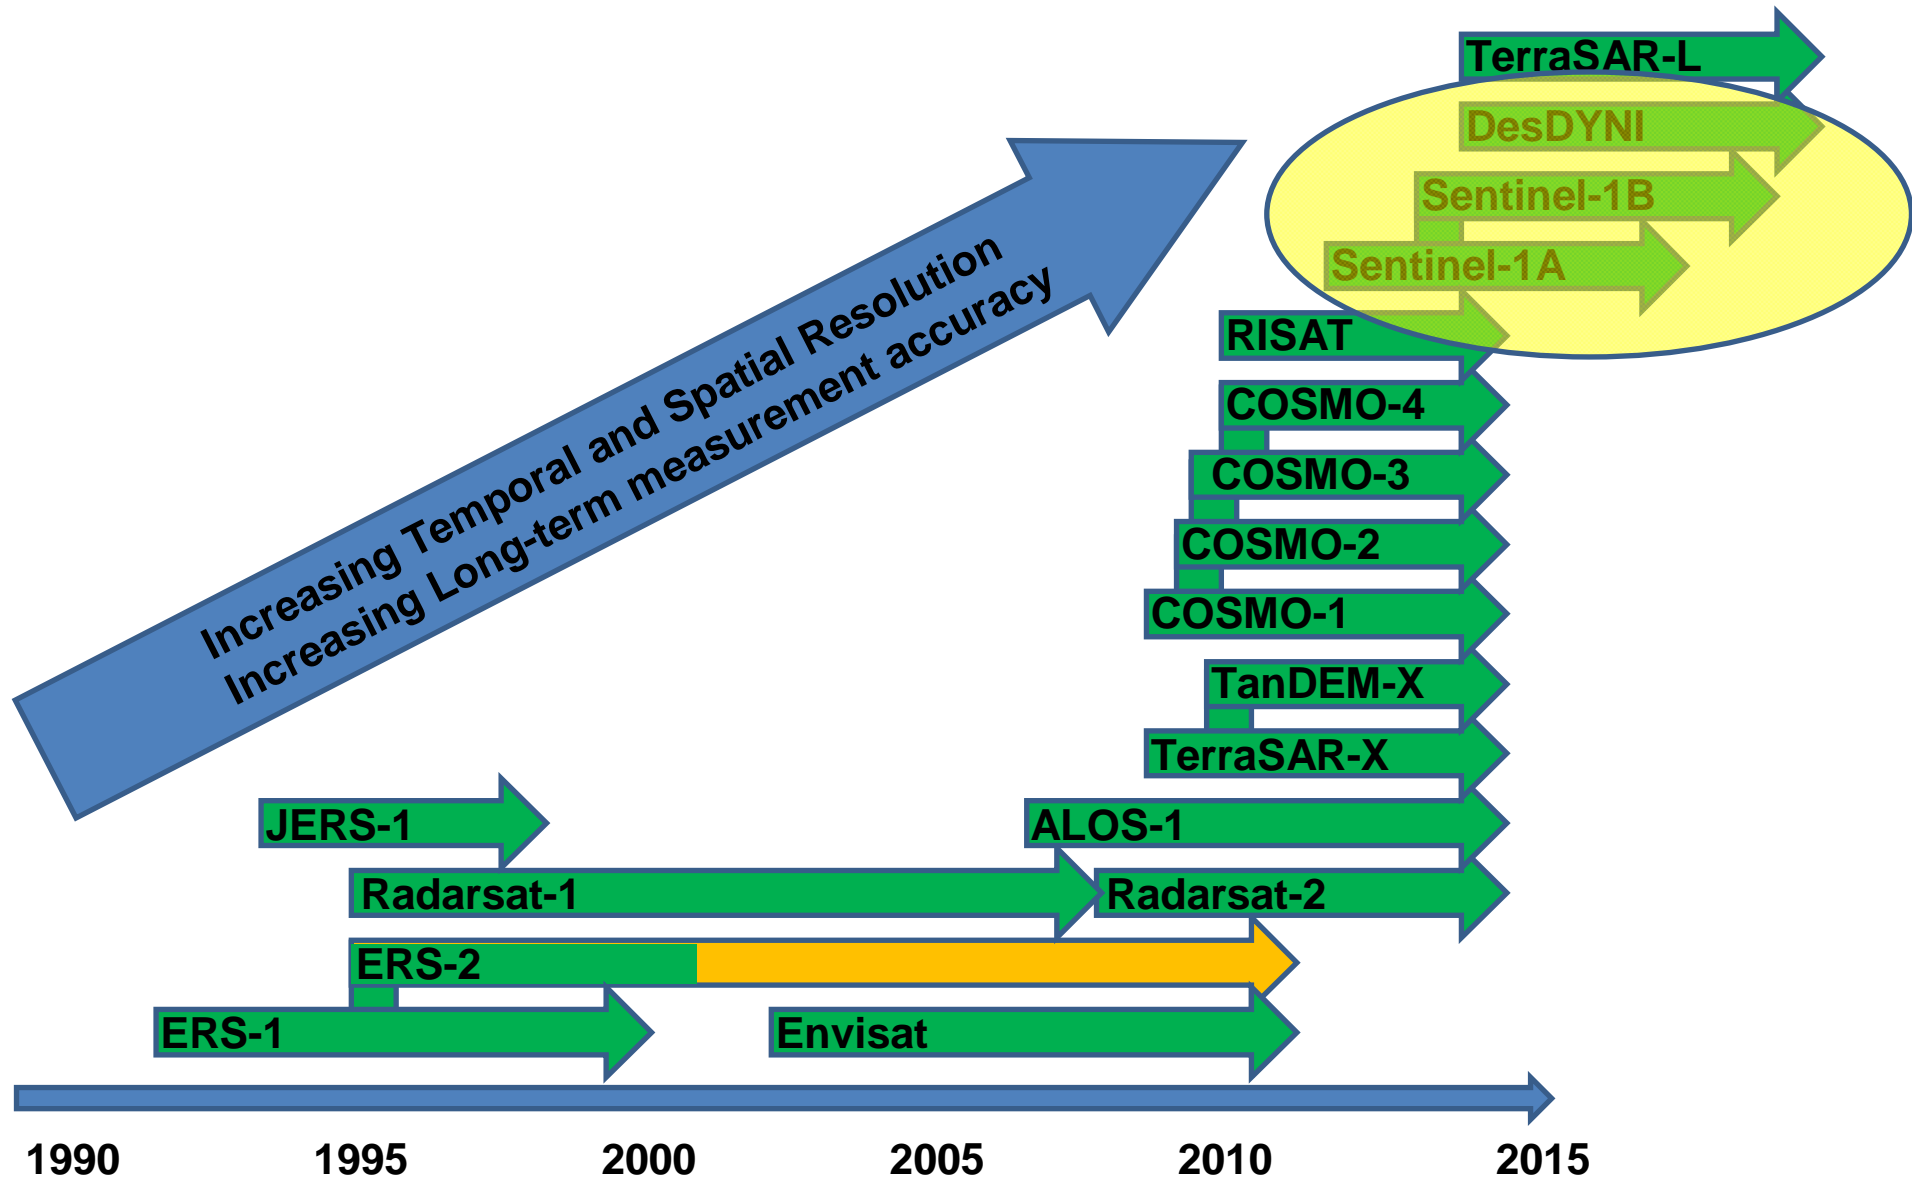 TerraSAR-L
DesDYNI
Sentinel-1B
Sentinel-1A
Increasing Temporal and Spatial Resolution
Increasing Long-term measurement accuracy
RISAT
COSMO-4
COSMO-3
COSMO-2
COSMO-1
TanDEM-X
TerraSAR-X
JERS-1
ALOS-1
Radarsat-1
Radarsat-2
ERS-2
ERS-1
Envisat
1990 1995 2000 2005 2010 2015